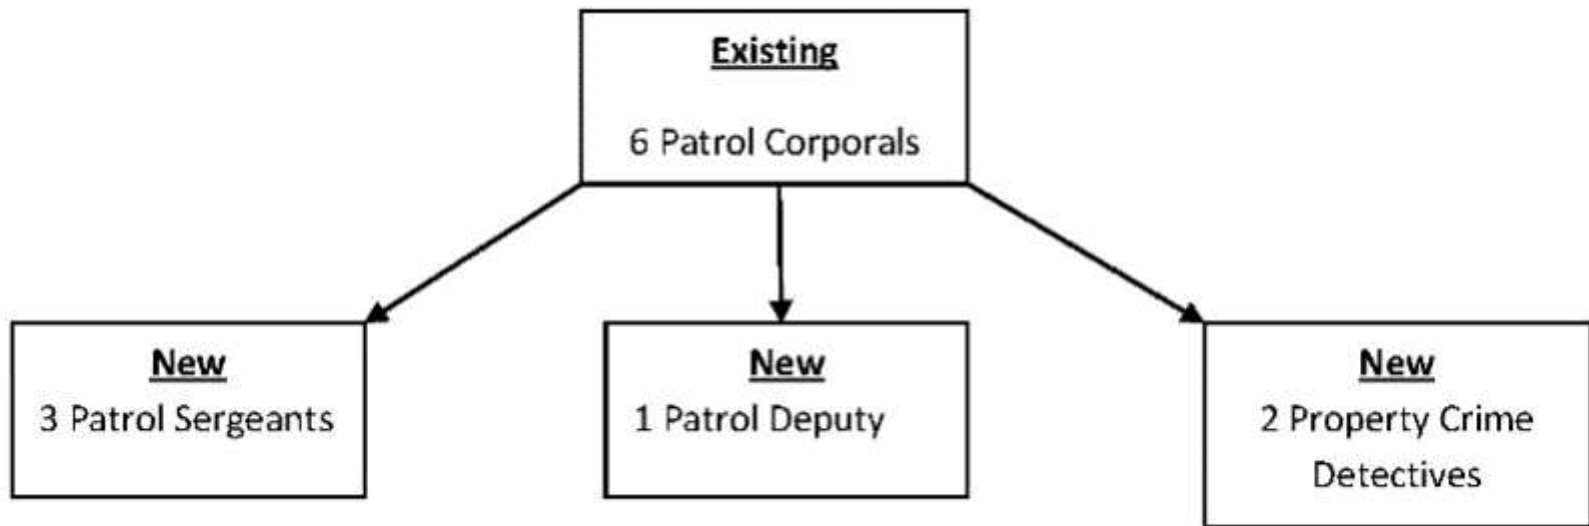 Existing
6 Patrol Corporals
New
3 Patrol Sergeants
New
1 Patrol Deputy
New
2 Property Crime
Detectives